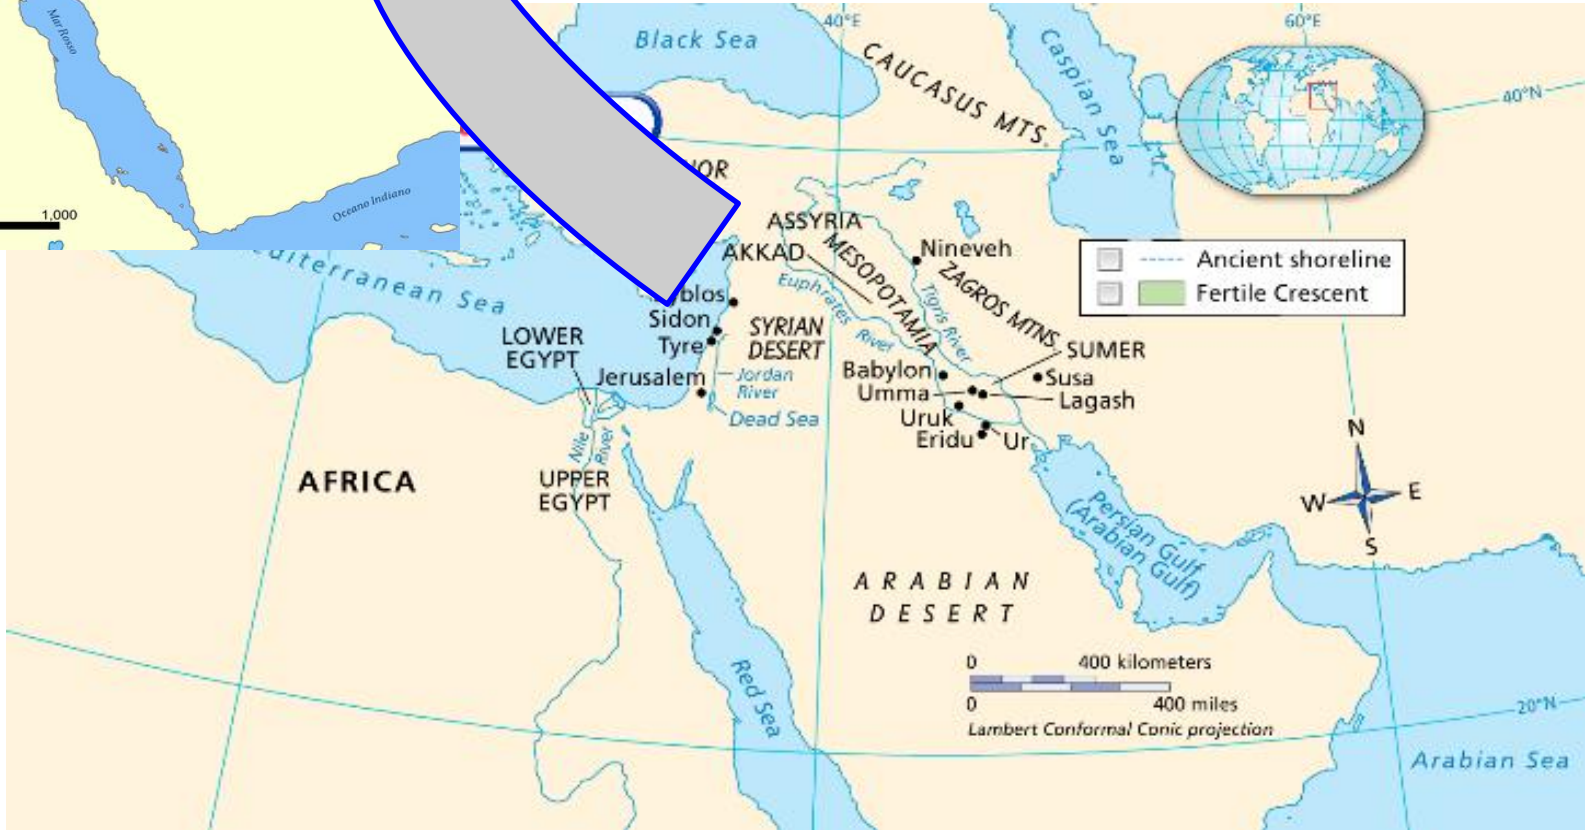 Mar Rosso
1,000
Oceano Indiano
Black Sea
40°E
60°E
CAUCASUS MTS.
Caspian Sea
40°N
ASSYRIA
AKKAD
MESOPOTAMIA
Nineveh
ZAGROS MTNS.
Ancient shoreline
Fertile Crescent
Sea
Euphrates River
Tigris River
Sidon
Tyre
SYRIAN
DESERT
LOWER
EGYPT
Jerusalem
Jordan
River
Dead Sea
Babylon
Umma
Uruk
Eridu
Ur
SUMER
Susa
Lagash
Nile River
AFRICA
UPPER
EGYPT
Persian Gulf
(Arabian Gulf)
N
W
E
S
ARABIAN
DESERT
Red Sea
0 400 kilometers
0 400 miles
Lambert Conformal Conic projection
20°N
Arabian Sea